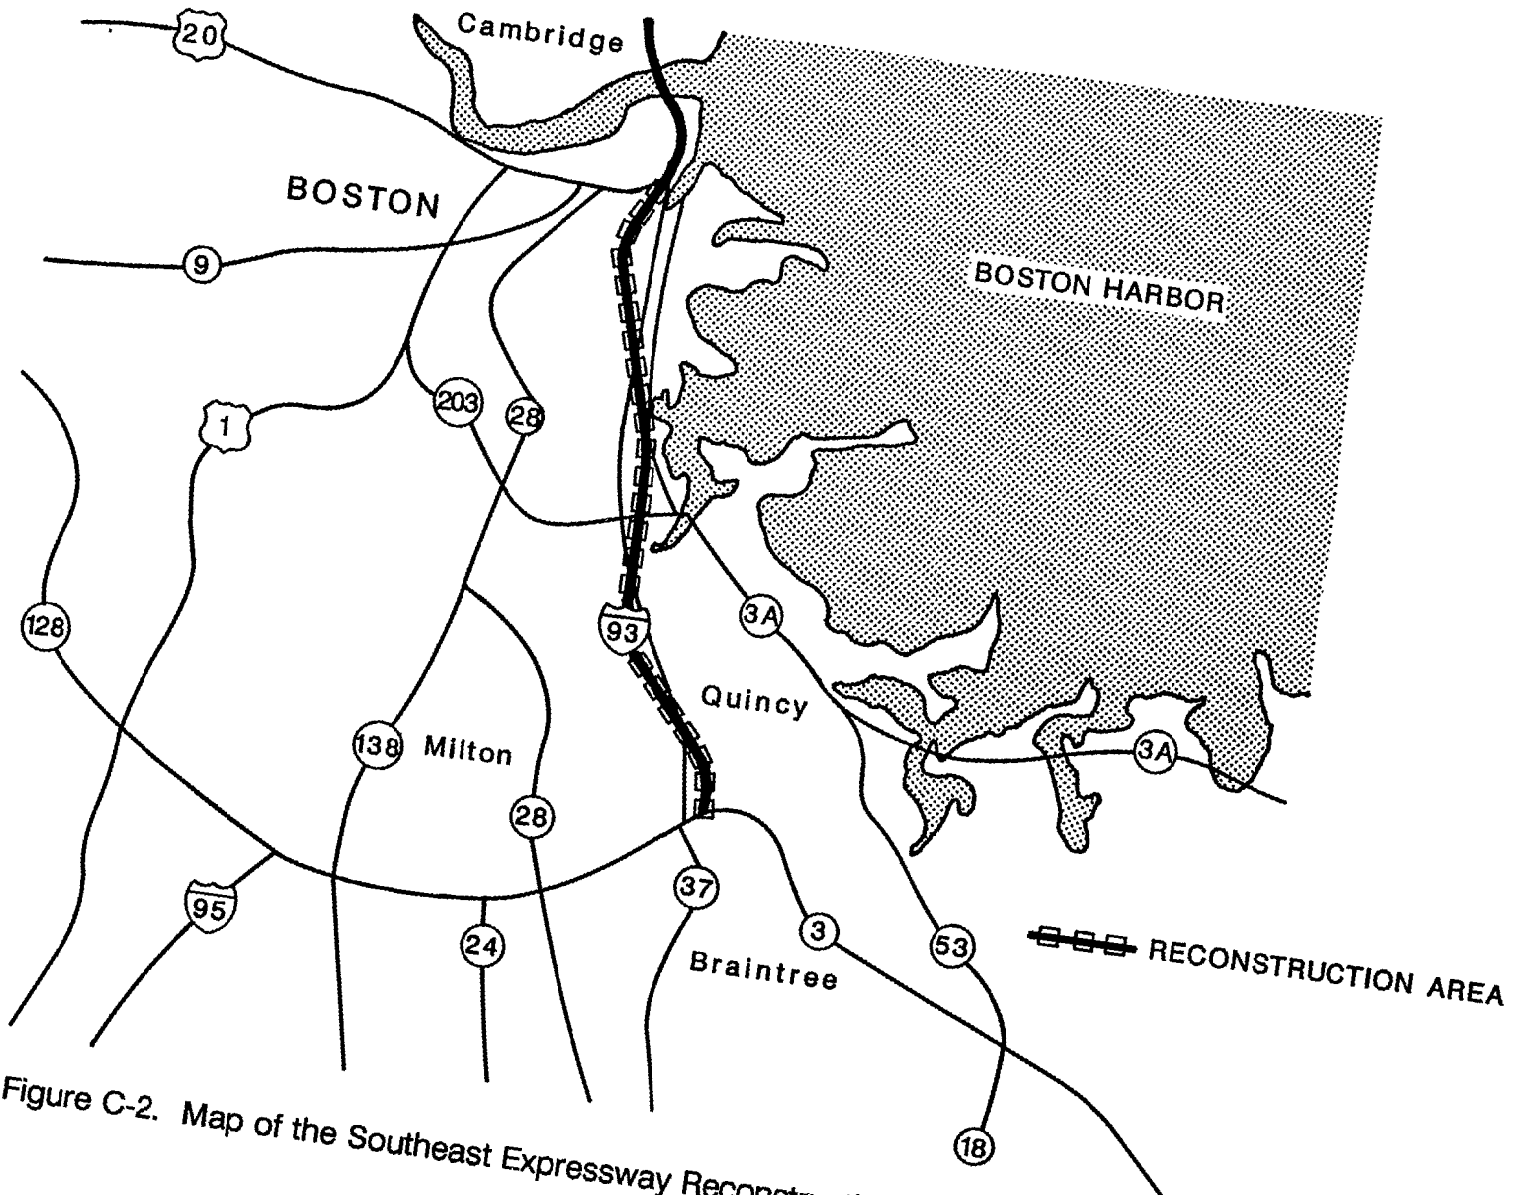 20
Cambridge
BOSTON
9
BOSTON HARBOR
1
203
28
128
93
3A
Quincy
138
Milton
3A
28
95
37
24
3
53
Braintree
RECONSTRUCTION AREA
18
Figure C-2. Map of the Southeast Expressway